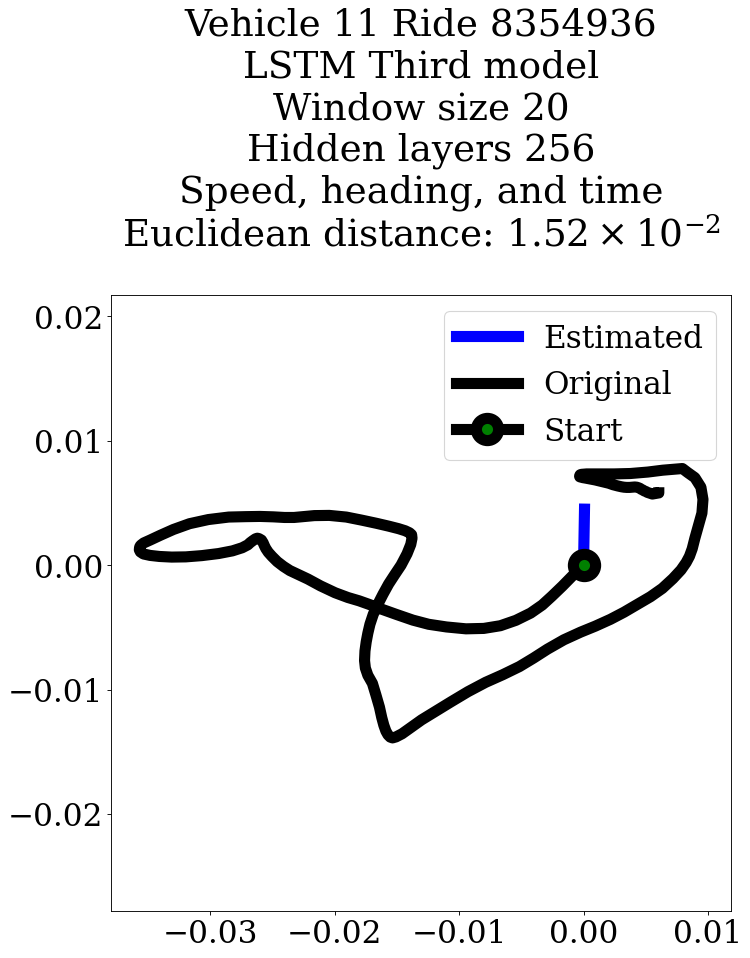 Vehicle 11 Ride 8354936
LSTM Third model
Window size 20
Hidden layers 256
Speed, heading, and time
Euclidean distance: 1.52 × 10⁻²
Estimated
Original
Start
0.02
0.01
0.00
−0.01
−0.02
−0.03 −0.02 −0.01 0.00 0.01